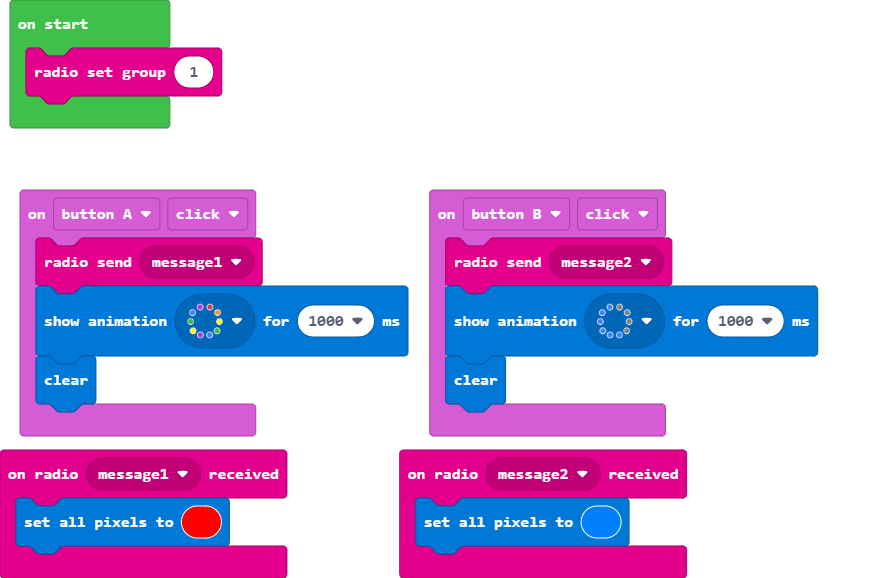 on start
radio set group 1
on button A click
radio send message1
show animation for 1000 ms
clear
on button B click
radio send message2
show animation for 1000 ms
clear
on radio message1 received
set all pixels to
on radio message2 received
set all pixels to